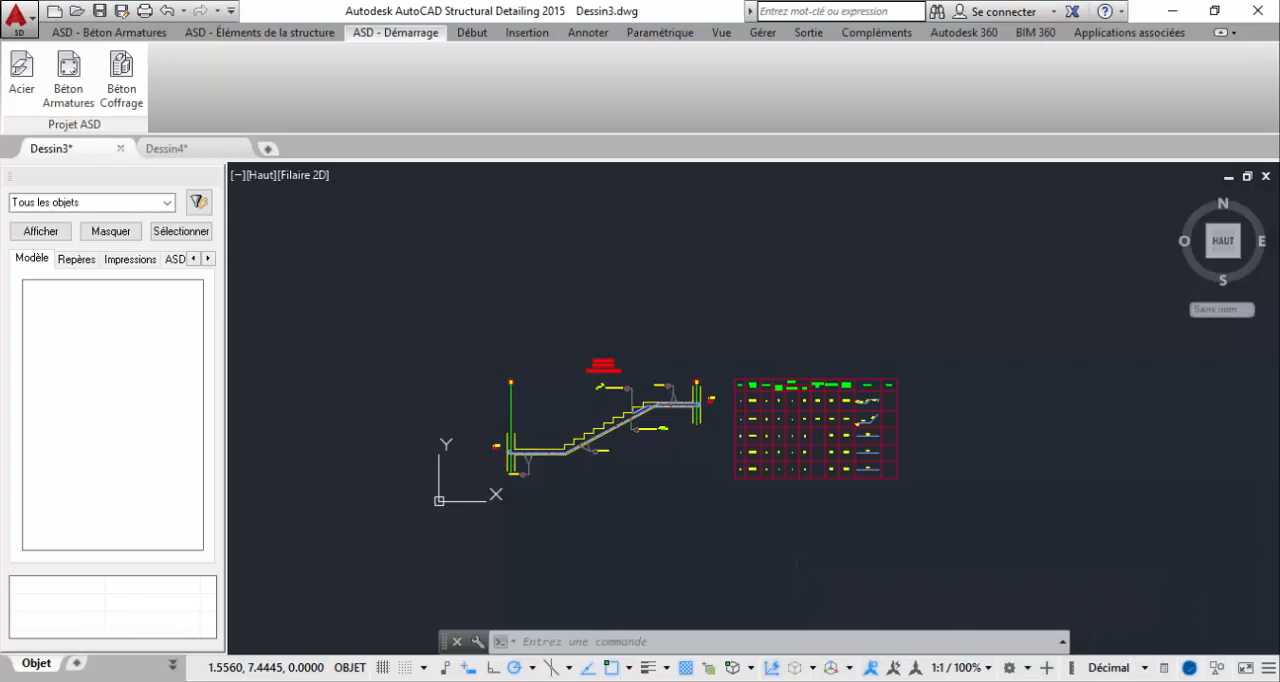 Autodesk AutoCAD Structural Detailing 2015 Dessin3.dwg
Entrez mot-clé ou expression
Se connecter
SD
ASD - Béton Armatures
ASD - Éléments de la structure
ASD - Démarrage
Début
Insertion
Annoter
Paramétrique
Vue
Gérer
Sortie
Compléments
Autodesk 360
BIM 360
Applications associées
Acier
Béton Armatures
Béton Coffrage
Projet ASD
Dessin3*
Dessin4*
[−][Haut][Filaire 2D]
Tous les objets
Afficher
Masquer
Sélectionner
Modèle
Repères
Impressions
ASD
N
O
HAUT
E
S
Sans nom
Y
X
Entrez une commande
Objet
1.5560, 7.4445, 0.0000
OBJET
1:1 / 100%
Décimal